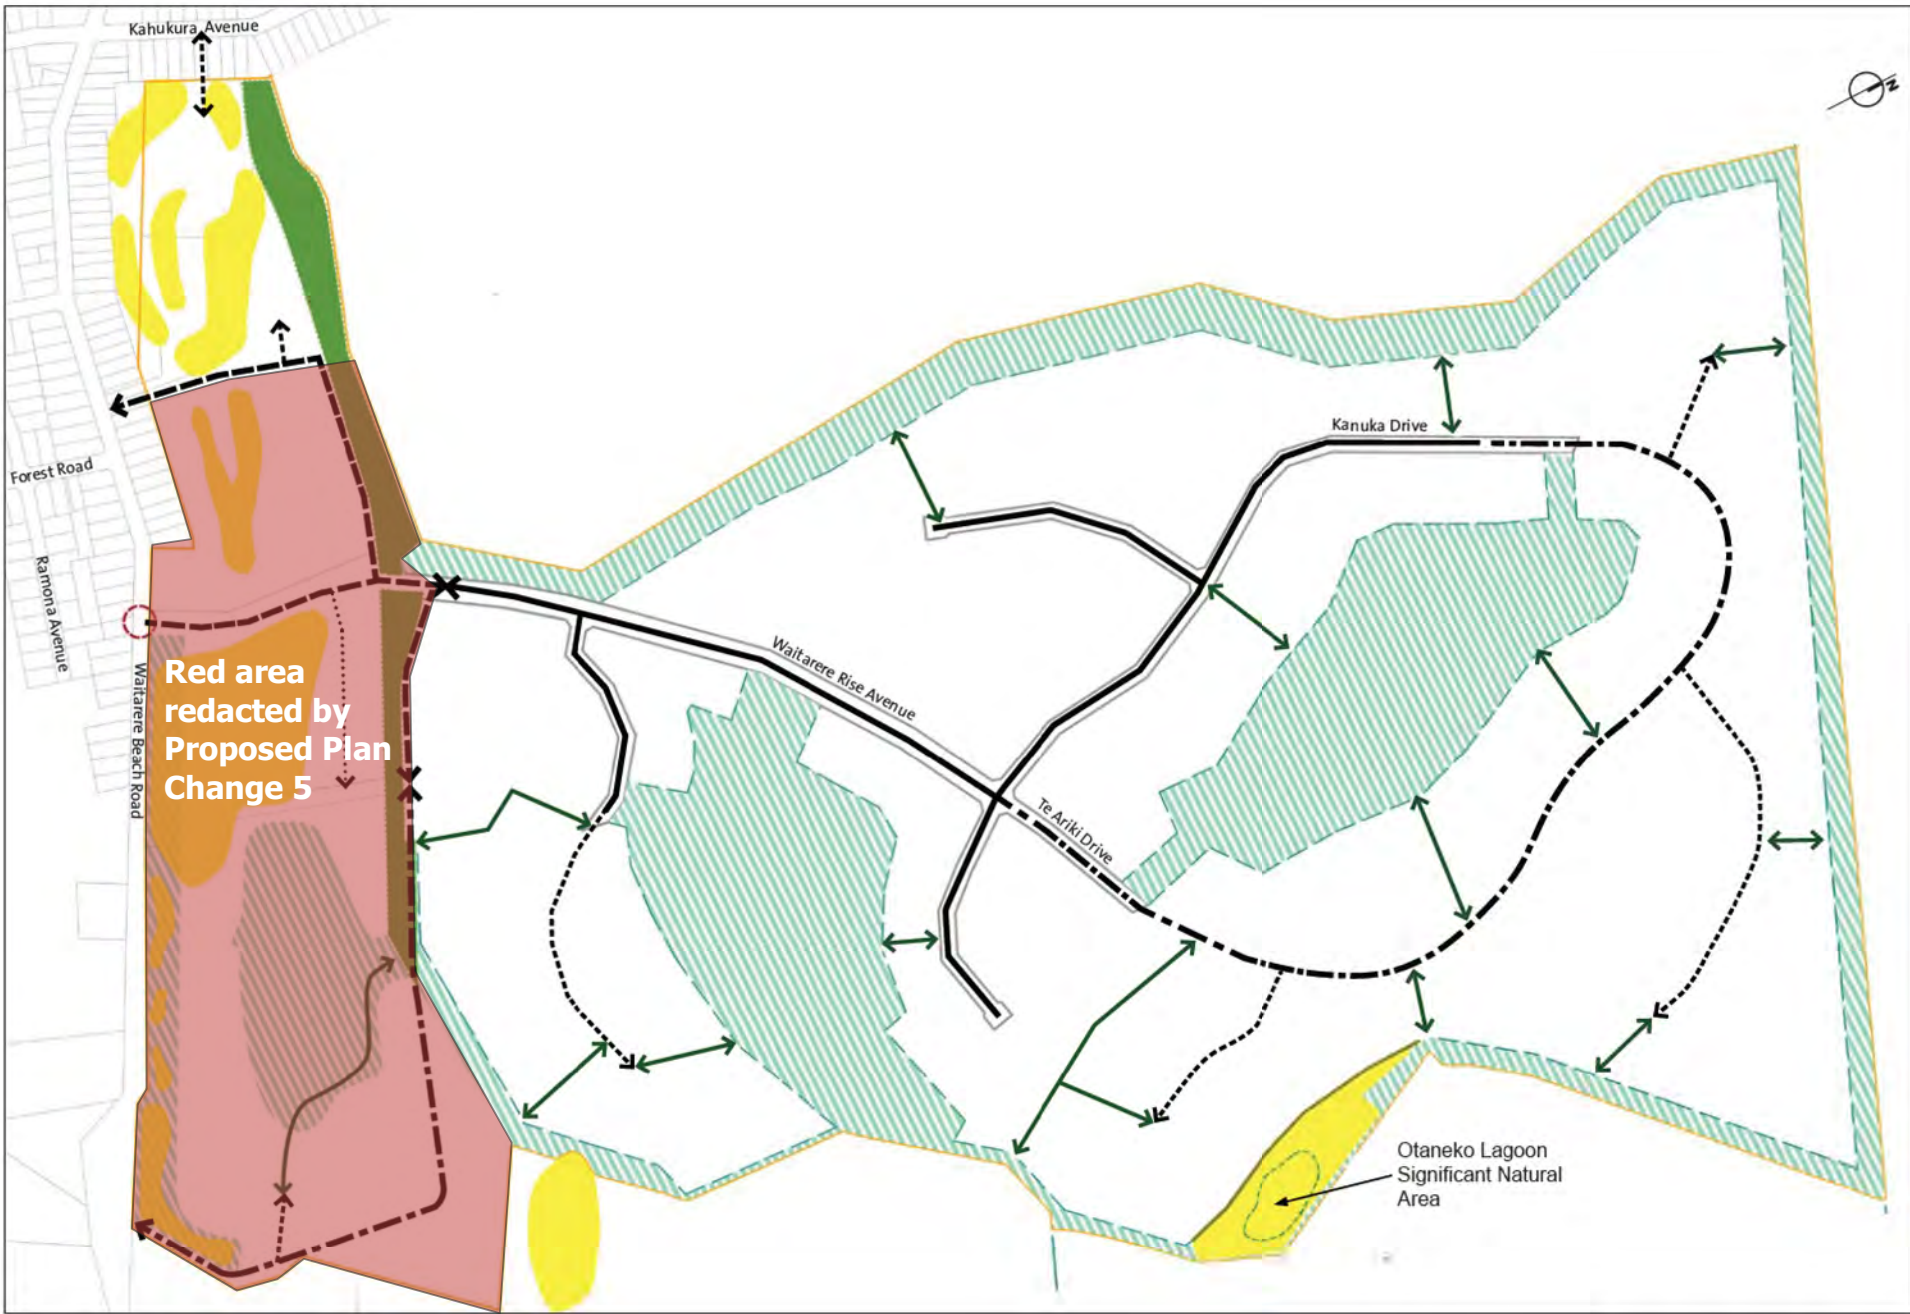 Kahukura Avenue
N
Kanuka Drive
Forest Road
Ramona Avenue
Waitarere Beach Road
Red area
redacted by
Proposed Plan
Change 5
Waitarere Rise Avenue
Te Ariki Drive
Otaneko Lagoon
Significant Natural
Area